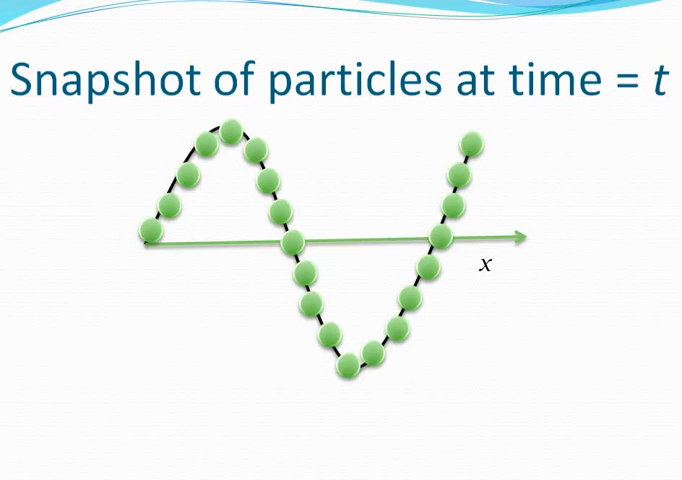 Snapshot of particles at time = t
x